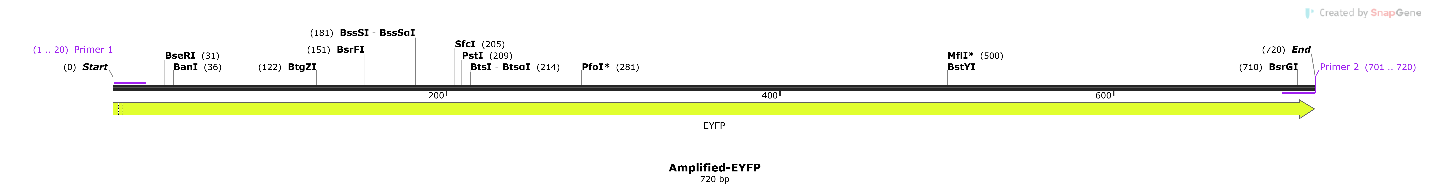 Created by SnapGene
(181) BssSI - BssSαI
(1 .. 20) Primer 1
(151) BsrFI
SfcI (205)
(720) End
BseRI (31)
PstI (209)
MflI* (500)
(0) Start
BanI (36)
(122) BtgZI
BtsI - BtsαI (214)
PfoI* (281)
BstYI
(710) BsrGI
Primer 2 (701 .. 720)
200
400
600
EYFP
Amplified-EYFP
720 bp